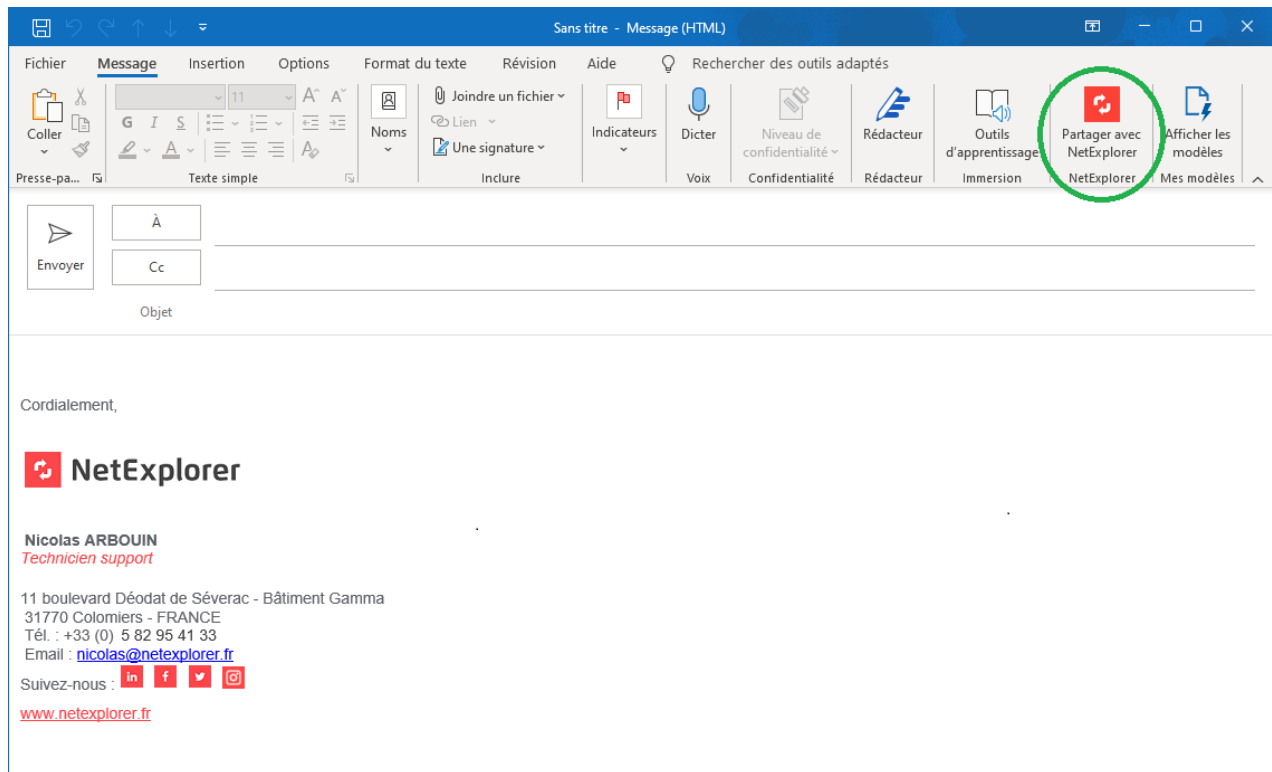 Sans titre - Message (HTML)
Fichier Message Insertion Options Format du texte Révision Aide Rechercher des outils adaptés
Coller
Presse-pa...
11 A A
G I S
A A
Texte simple
Noms
Joindre un fichier
Lien
Une signature
Inclure
Indicateurs
Dicter
Voix
Niveau de
confidentialité
Confidentialité
Rédacteur
Rédacteur
Outils
d'apprentissage
Immersion
Partager avec
NetExplorer
NetExplorer
Afficher les
modèles
Mes modèles
Envoyer
À
Cc
Objet
Cordialement,
NetExplorer
Nicolas ARBOUIN
Technicien support
11 boulevard Déodat de Séverac - Bâtiment Gamma
31770 Colomiers - FRANCE
Tél. : +33 (0) 5 82 95 41 33
Email : nicolas@netexplorer.fr
Suivez-nous : in f
www.netexplorer.fr